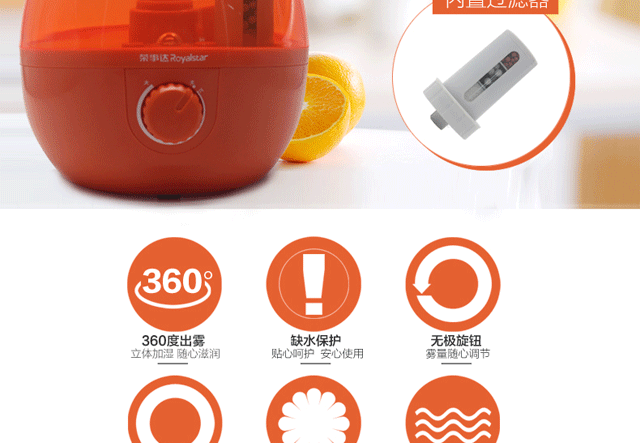 内置过滤器
荣事达 Royalstar
360°
360度出雾
立体加湿 随心滋润
缺水保护
贴心呵护 安心使用
无极旋钮
雾量随心调节